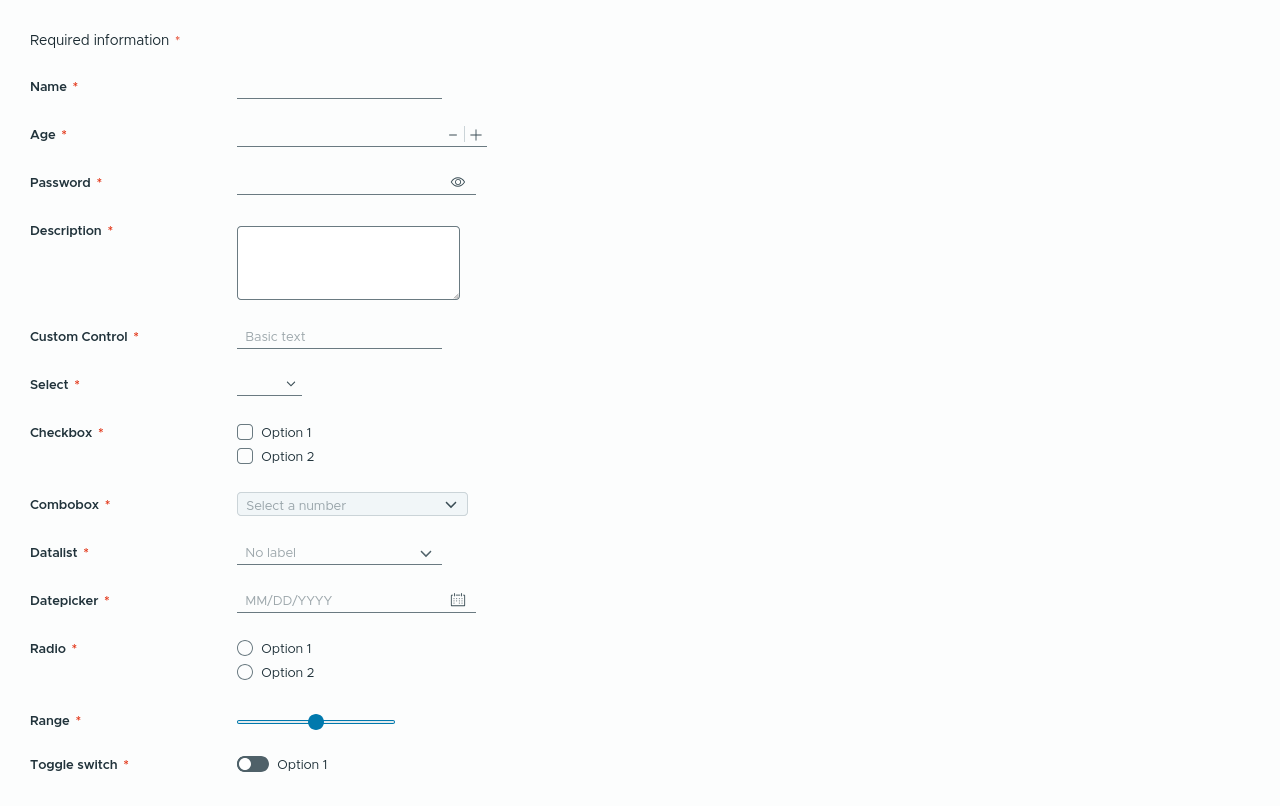 Required information *
Name *
Age *
Password *
Description *
Custom Control * Basic text
Select *
Checkbox * Option 1
Option 2
Combobox * Select a number
Datalist * No label
Datepicker * MM/DD/YYYY
Radio * Option 1
Option 2
Range *
Toggle switch * Option 1